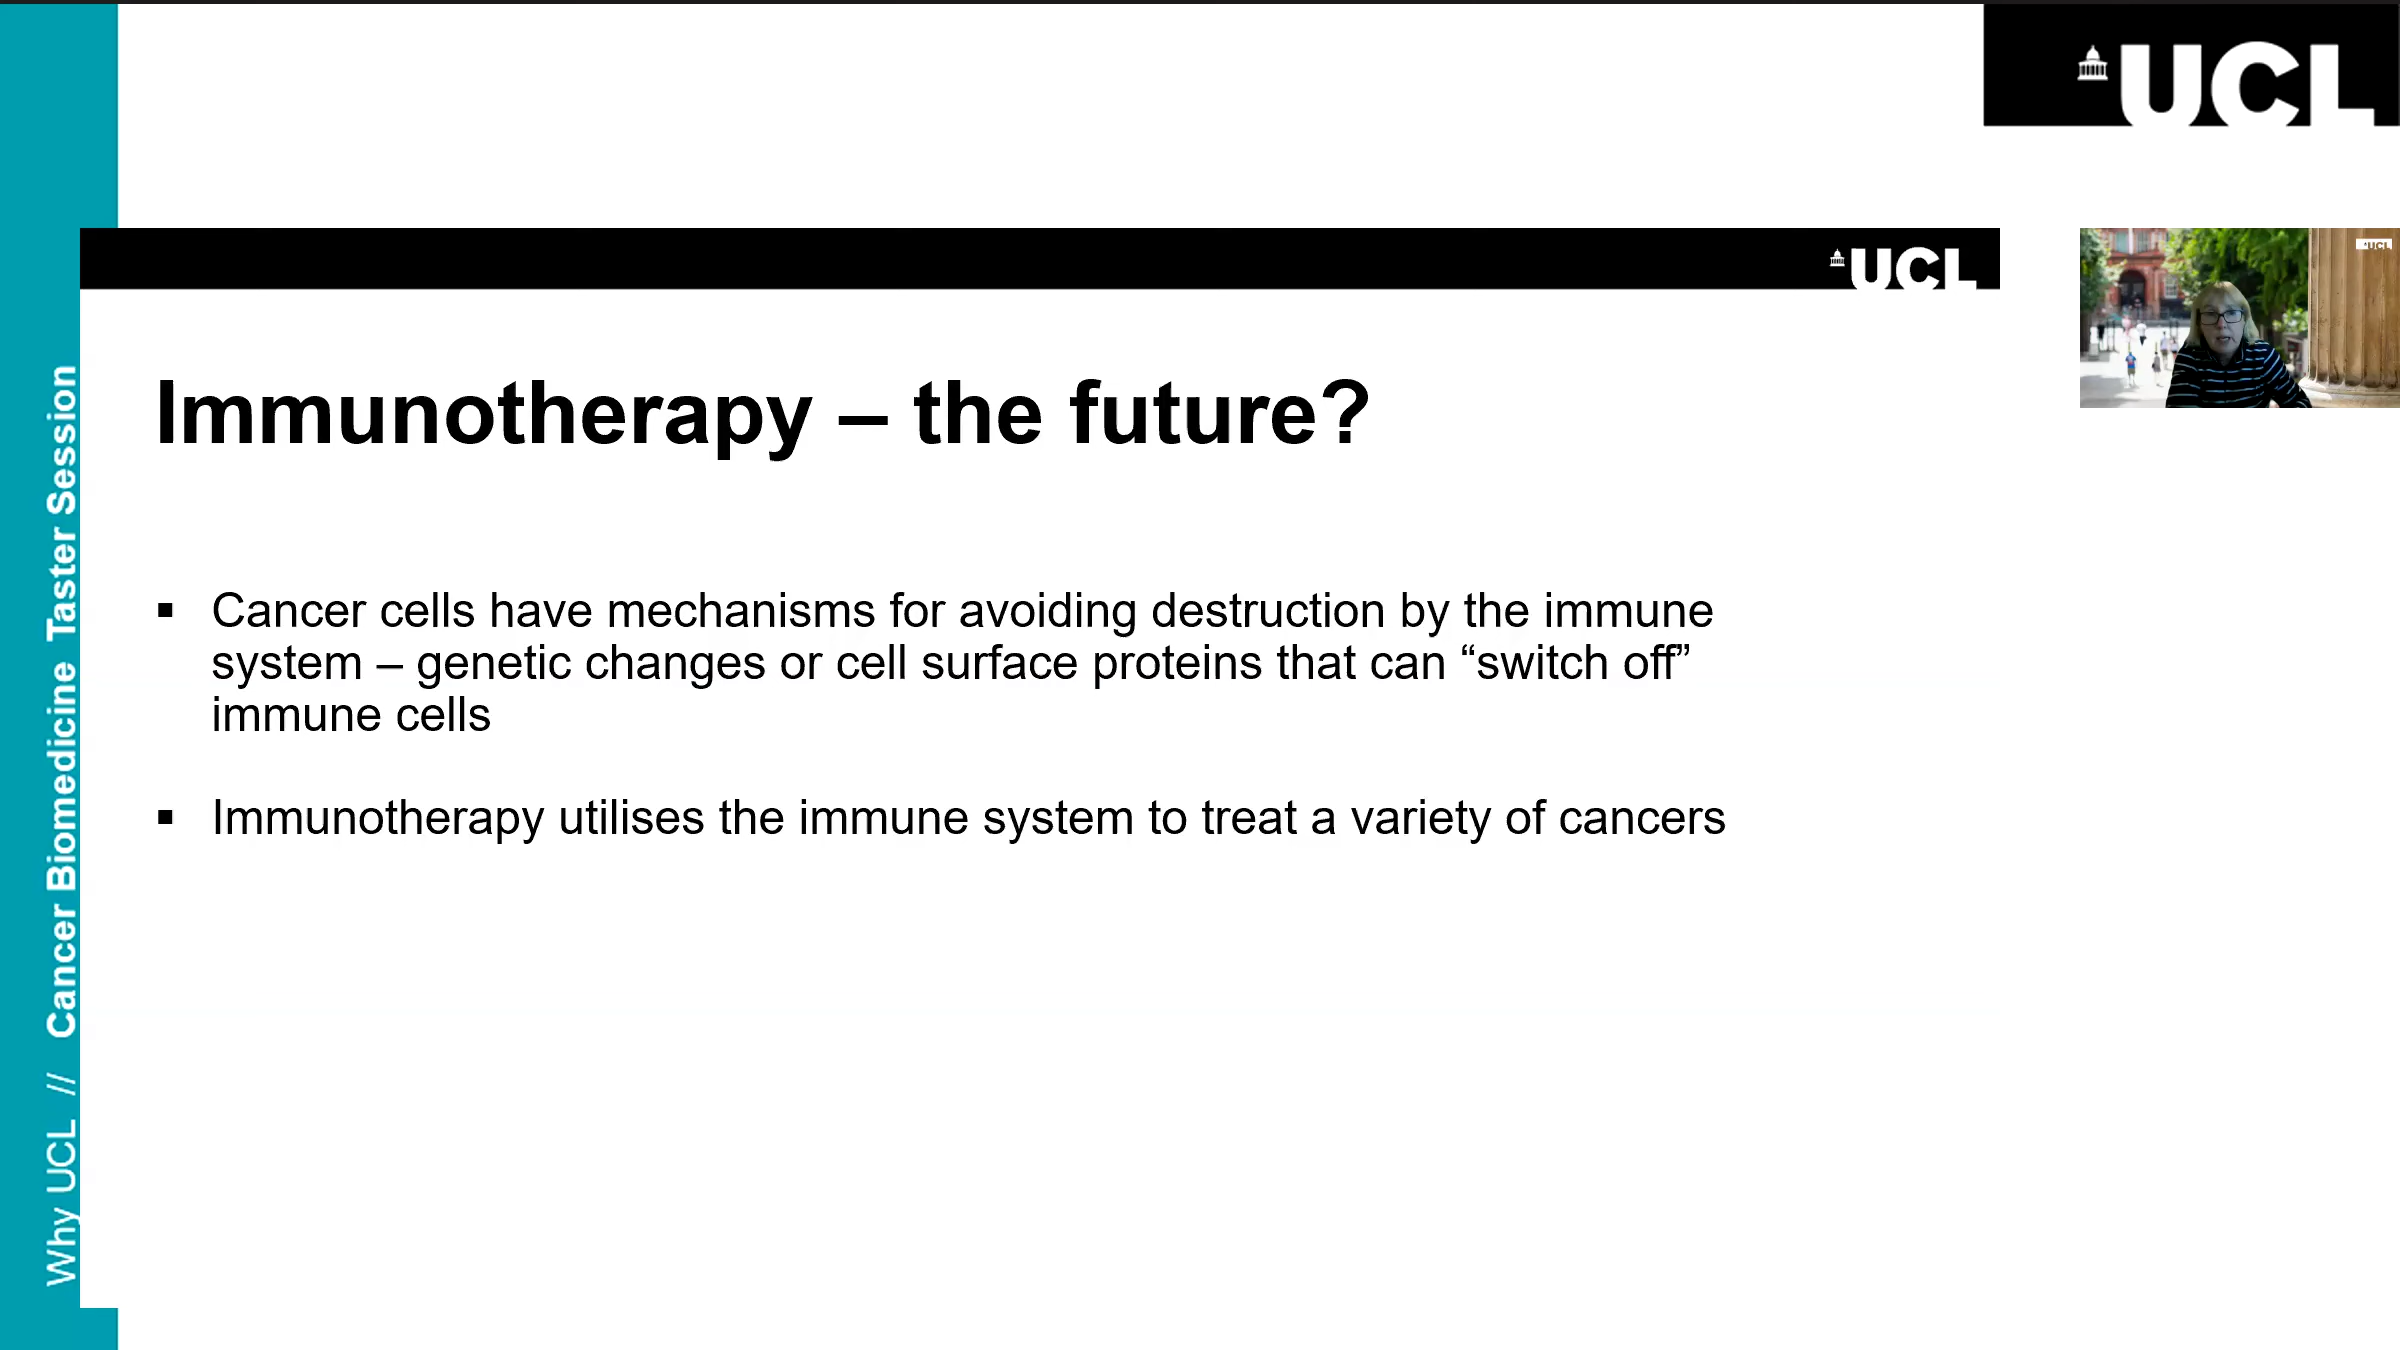 UCL
UCL
UCL
Immunotherapy – the future?
▪ Cancer cells have mechanisms for avoiding destruction by the immune
system – genetic changes or cell surface proteins that can “switch off”
immune cells
▪ Immunotherapy utilises the immune system to treat a variety of cancers
Why UCL // Cancer Biomedicine Taster Session